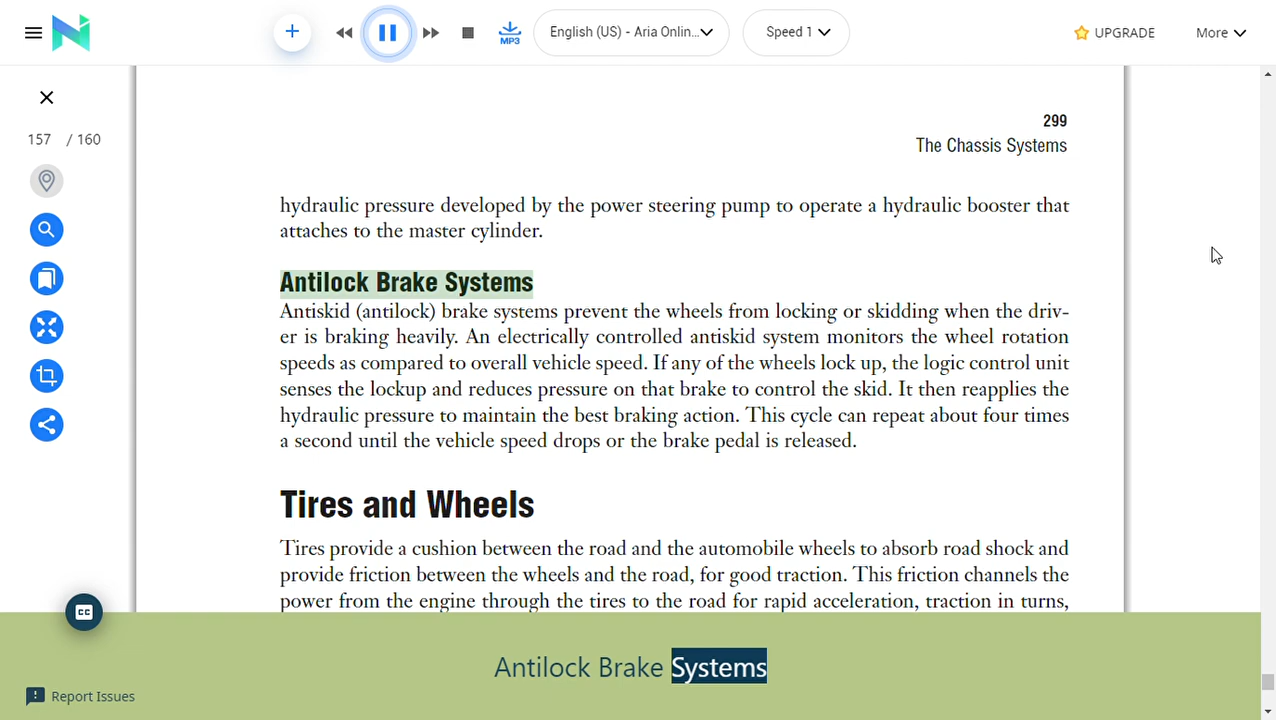 MP3
English (US) - Aria Onlin...
Speed 1
UPGRADE
More
157 / 160
299
The Chassis Systems
hydraulic pressure developed by the power steering pump to operate a hydraulic booster that
attaches to the master cylinder.
Antilock Brake Systems
Antiskid (antilock) brake systems prevent the wheels from locking or skidding when the driv-
er is braking heavily. An electrically controlled antiskid system monitors the wheel rotation
speeds as compared to overall vehicle speed. If any of the wheels lock up, the logic control unit
senses the lockup and reduces pressure on that brake to control the skid. It then reapplies the
hydraulic pressure to maintain the best braking action. This cycle can repeat about four times
a second until the vehicle speed drops or the brake pedal is released.
Tires and Wheels
Tires provide a cushion between the road and the automobile wheels to absorb road shock and
provide friction between the wheels and the road, for good traction. This friction channels the
power from the engine through the tires to the road for rapid acceleration, traction in turns,
CC
Antilock Brake Systems
Report Issues